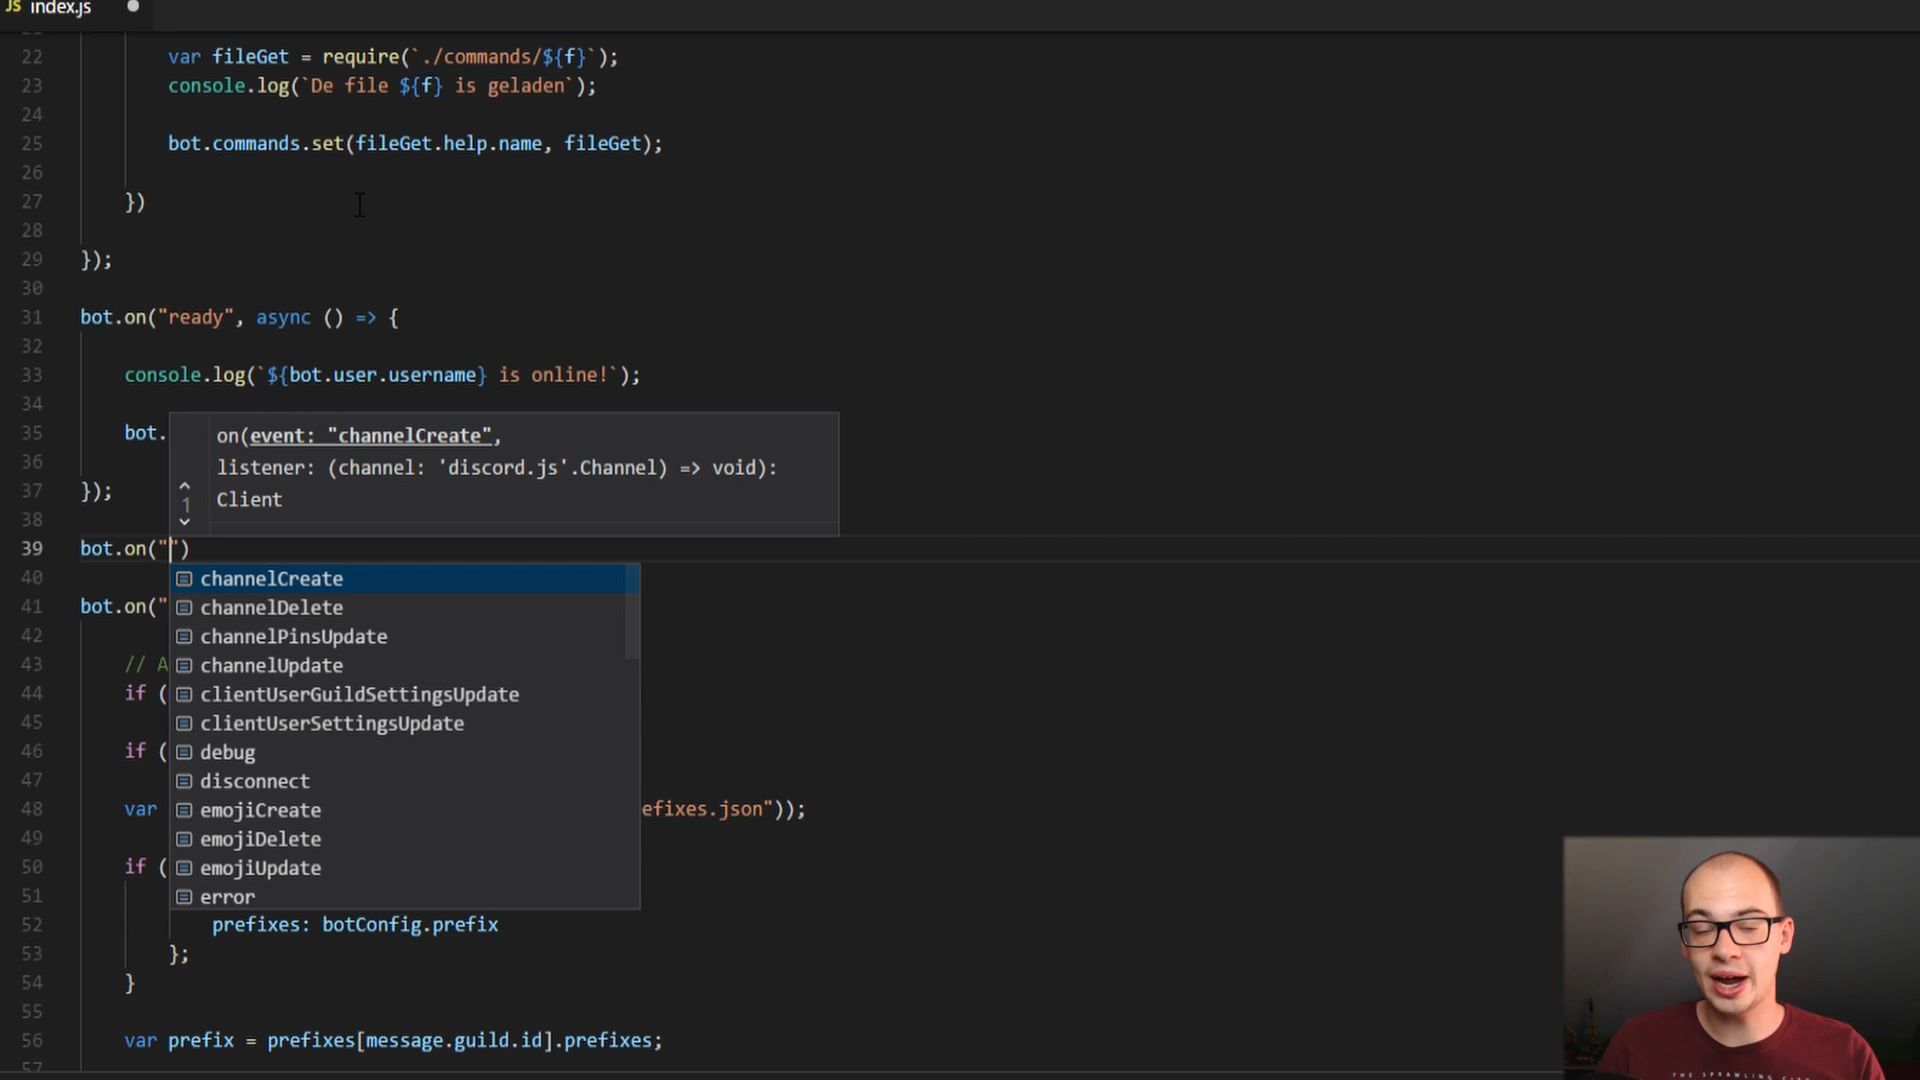 JS index.js
22 var fileGet = require(`./commands/${f}`);
23 console.log(`De file ${f} is geladen`);
24
25 bot.commands.set(fileGet.help.name, fileGet);
26
27 })
28
29 });
30
31 bot.on("ready", async () => {
32
33 console.log(`${bot.user.username} is online!`);
34
35 bot.
on(event: "channelCreate",
listener: (channel: 'discord.js'.Channel) => void):
Client
1
36
37 });
38
39 bot.on("")
40
41 bot.on("
42
43 // A
44 if (
45
46 if (
47
48 var efixes.json"));
49
50 if (
51
channelCreate
channelDelete
channelPinsUpdate
channelUpdate
clientUserGuildSettingsUpdate
clientUserSettingsUpdate
debug
disconnect
emojiCreate
emojiDelete
emojiUpdate
error
52 prefixes: botConfig.prefix
53 };
54 }
55
56 var prefix = prefixes[message.guild.id].prefixes;
57
THE SPRAWLING CITY